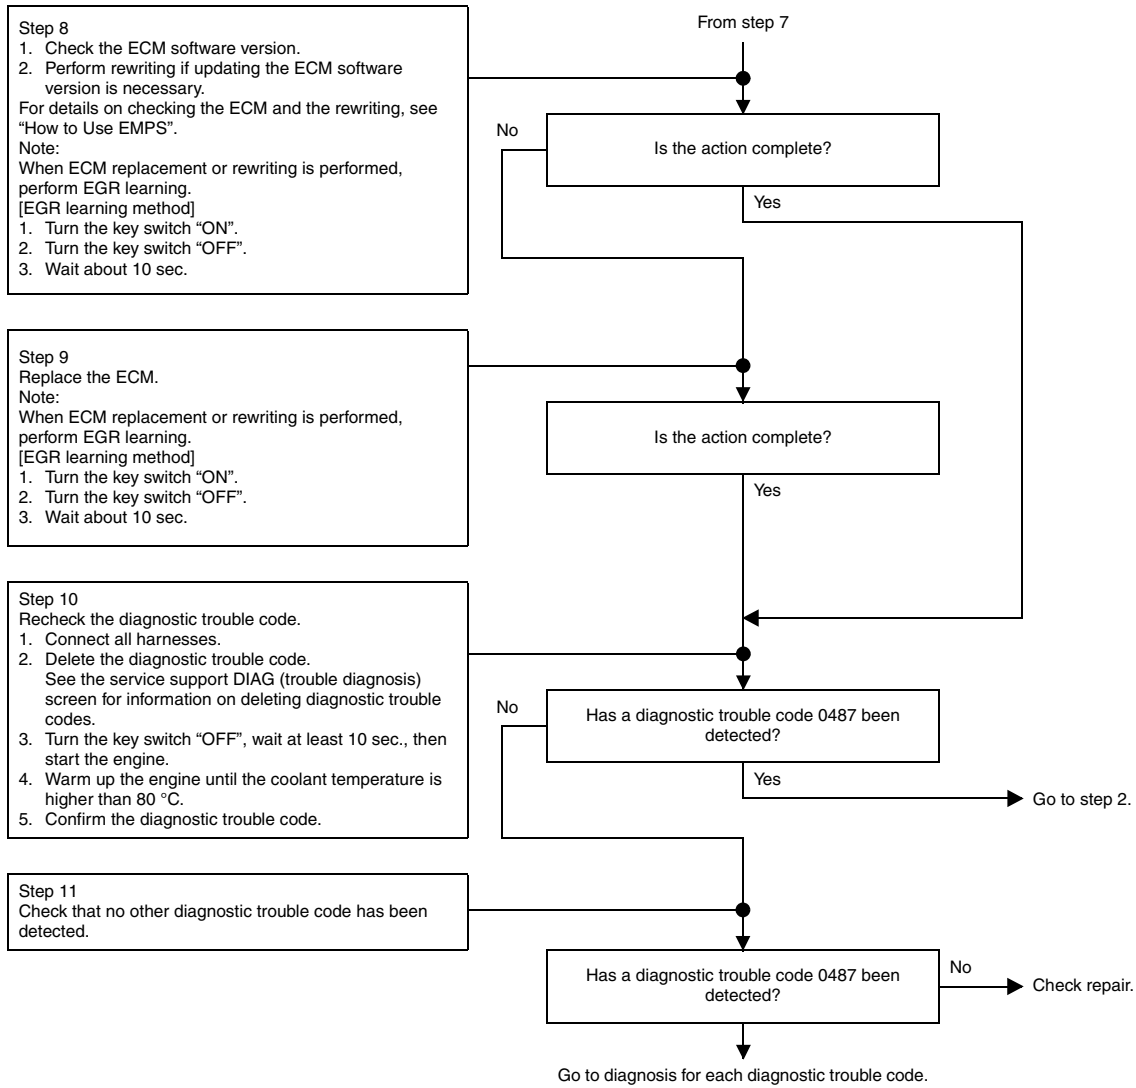 From step 7
Step 8
1. Check the ECM software version.
2. Perform rewriting if updating the ECM software
version is necessary.
For details on checking the ECM and the rewriting, see
“How to Use EMPS”.
Note:
When ECM replacement or rewriting is performed,
perform EGR learning.
[EGR learning method]
1. Turn the key switch “ON”.
2. Turn the key switch “OFF”.
3. Wait about 10 sec.
Is the action complete?
No
Yes
Step 9
Replace the ECM.
Note:
When ECM replacement or rewriting is performed,
perform EGR learning.
[EGR learning method]
1. Turn the key switch “ON”.
2. Turn the key switch “OFF”.
3. Wait about 10 sec.
Is the action complete?
Yes
Step 10
Recheck the diagnostic trouble code.
1. Connect all harnesses.
2. Delete the diagnostic trouble code.
See the service support DIAG (trouble diagnosis)
screen for information on deleting diagnostic trouble
codes.
3. Turn the key switch “OFF”, wait at least 10 sec., then
start the engine.
4. Warm up the engine until the coolant temperature is
higher than 80 °C.
5. Confirm the diagnostic trouble code.
Has a diagnostic trouble code 0487 been
detected?
No
Yes
Go to step 2.
Step 11
Check that no other diagnostic trouble code has been
detected.
Has a diagnostic trouble code 0487 been
detected?
No
Check repair.
Go to diagnosis for each diagnostic trouble code.